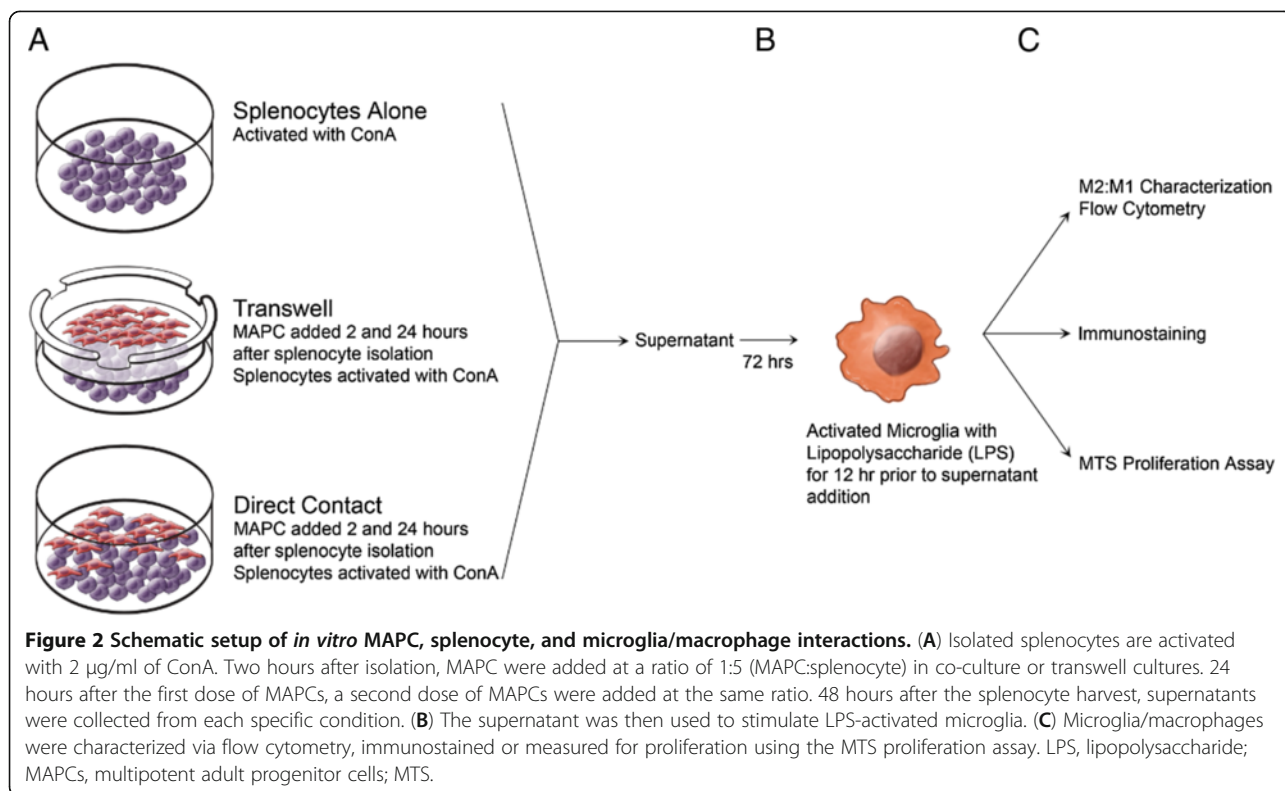 A
B
C
Splenocytes Alone
Activated with ConA
Transwell
MAPC added 2 and 24 hours
after splenocyte isolation
Splenocytes activated with ConA
Direct Contact
MAPC added 2 and 24 hours
after splenocyte isolation
Splenocytes activated with ConA
Supernatant
72 hrs
Activated Microglia with
Lipopolysaccharide (LPS)
for 12 hr prior to supernatant
addition
M2:M1 Characterization
Flow Cytometry
Immunostaining
MTS Proliferation Assay
Figure 2 Schematic setup of in vitro MAPC, splenocyte, and microglia/macrophage interactions. (A) Isolated splenocytes are activated
with 2 μg/ml of ConA. Two hours after isolation, MAPC were added at a ratio of 1:5 (MAPC:splenocyte) in co-culture or transwell cultures. 24
hours after the first dose of MAPCs, a second dose of MAPCs were added at the same ratio. 48 hours after the splenocyte harvest, supernatants
were collected from each specific condition. (B) The supernatant was then used to stimulate LPS-activated microglia. (C) Microglia/macrophages
were characterized via flow cytometry, immunostained or measured for proliferation using the MTS proliferation assay. LPS, lipopolysaccharide;
MAPCs, multipotent adult progenitor cells; MTS.